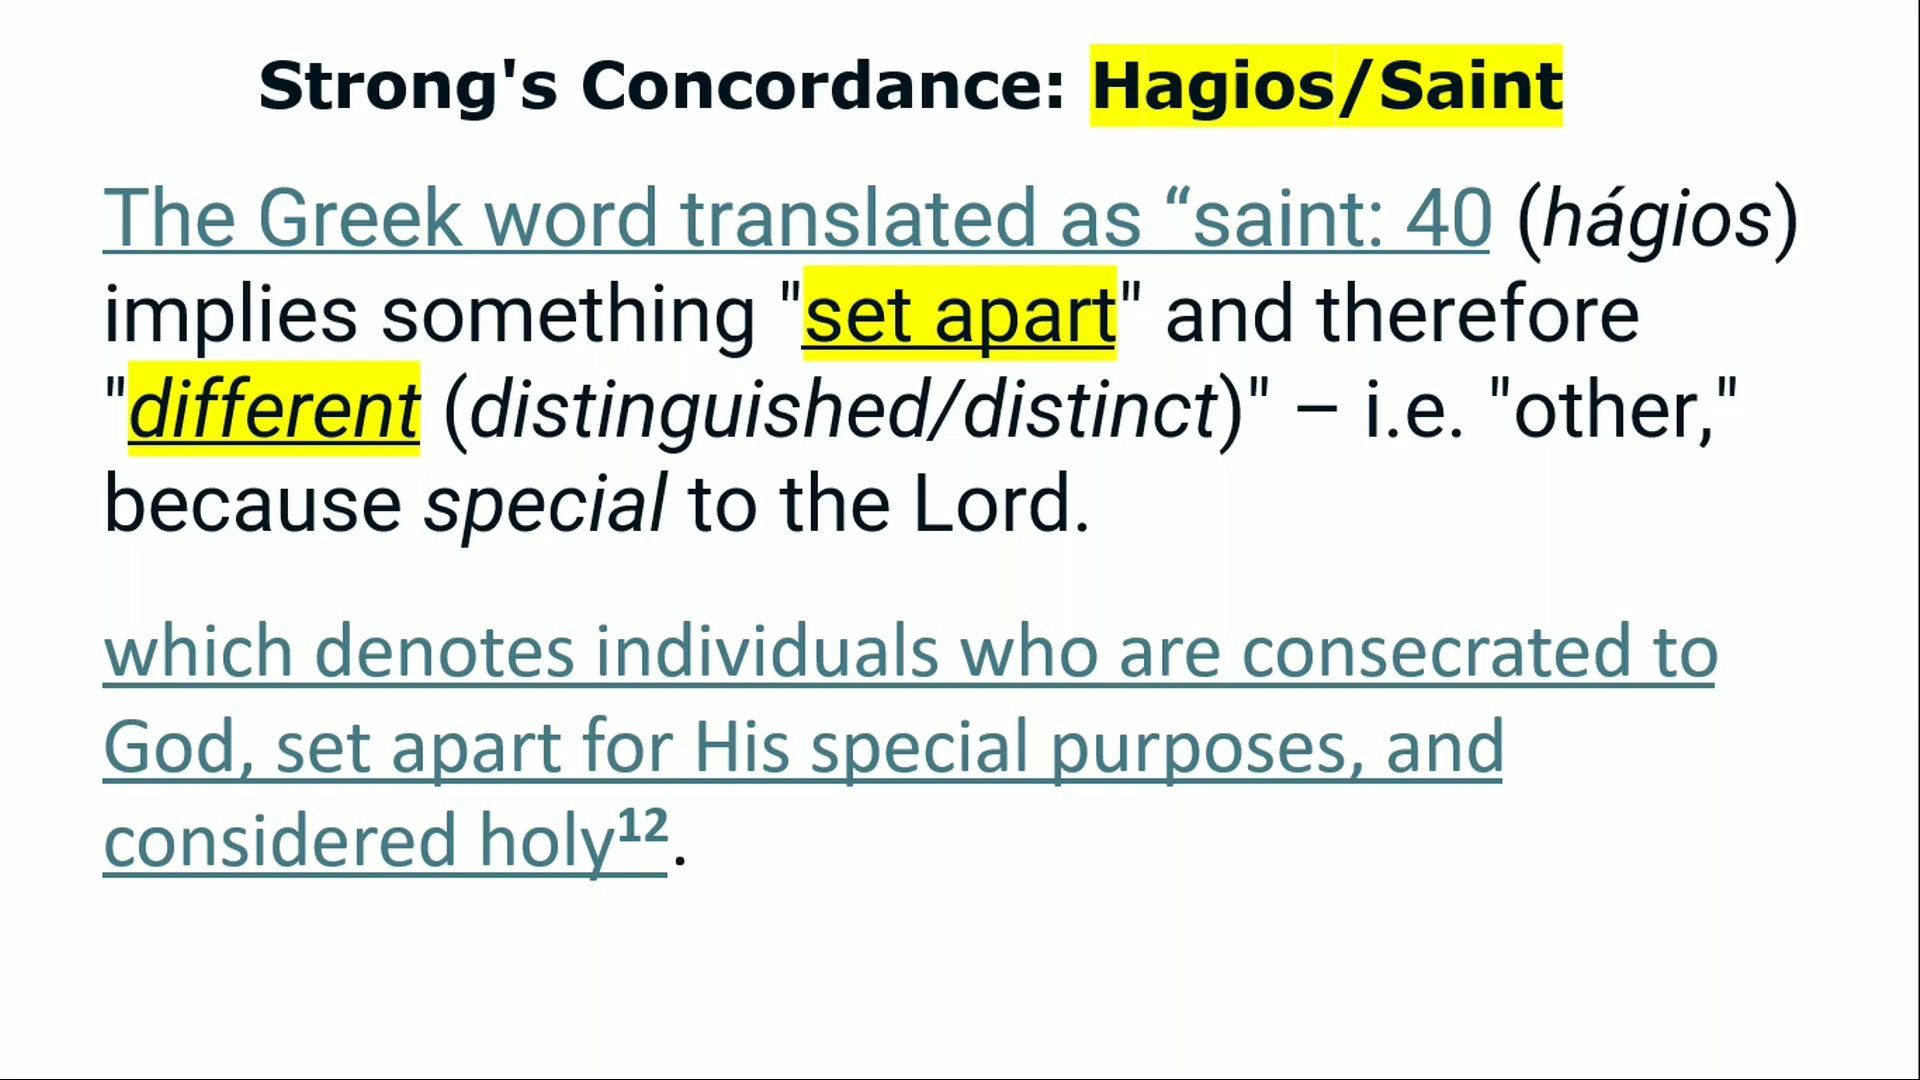 Strong's Concordance: Hagios/Saint
The Greek word translated as “saint: 40 (hágios)
implies something "set apart" and therefore
"different (distinguished/distinct)" – i.e. "other,"
because special to the Lord.
which denotes individuals who are consecrated to
God, set apart for His special purposes, and
considered holy¹².